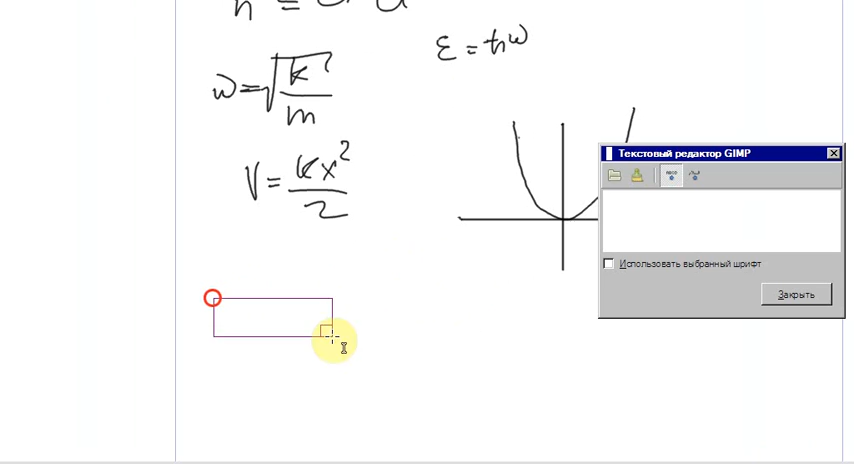 ε = ħω
ω = √(k/m)
V = kx²/2
Текстовый редактор GIMP
Использовать выбранный шрифт
Закрыть